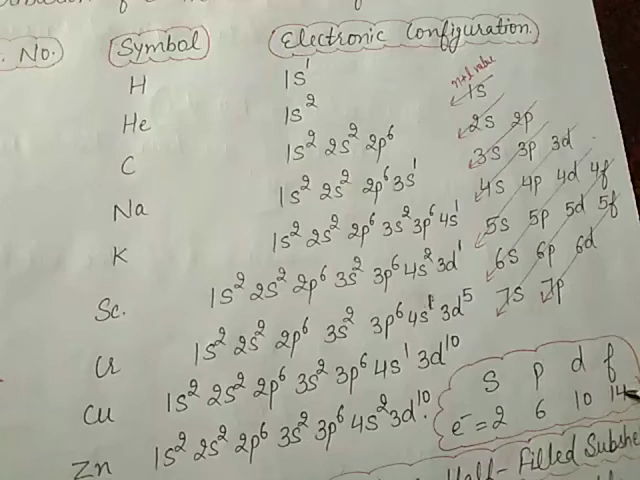 . No. Symbol Electronic Configuration.
H 1s¹
He 1s²
C 1s² 2s² 2p⁶
Na 1s² 2s² 2p⁶ 3s¹
K 1s² 2s² 2p⁶ 3s² 3p⁶ 4s¹
Sc. 1s² 2s² 2p⁶ 3s² 3p⁶ 4s² 3d¹
Cr 1s² 2s² 2p⁶ 3s² 3p⁶ 4s¹ 3d⁵
Cu 1s² 2s² 2p⁶ 3s² 3p⁶ 4s¹ 3d¹⁰
Zn 1s² 2s² 2p⁶ 3s² 3p⁶ 4s² 3d¹⁰.
n+l value
1s
2s 2p
3s 3p 3d
4s 4p 4d 4f
5s 5p 5d 5f
6s 6p 6d
7s 7p
S p d f
e⁻ = 2 6 10 14
Half-Filled Subshe